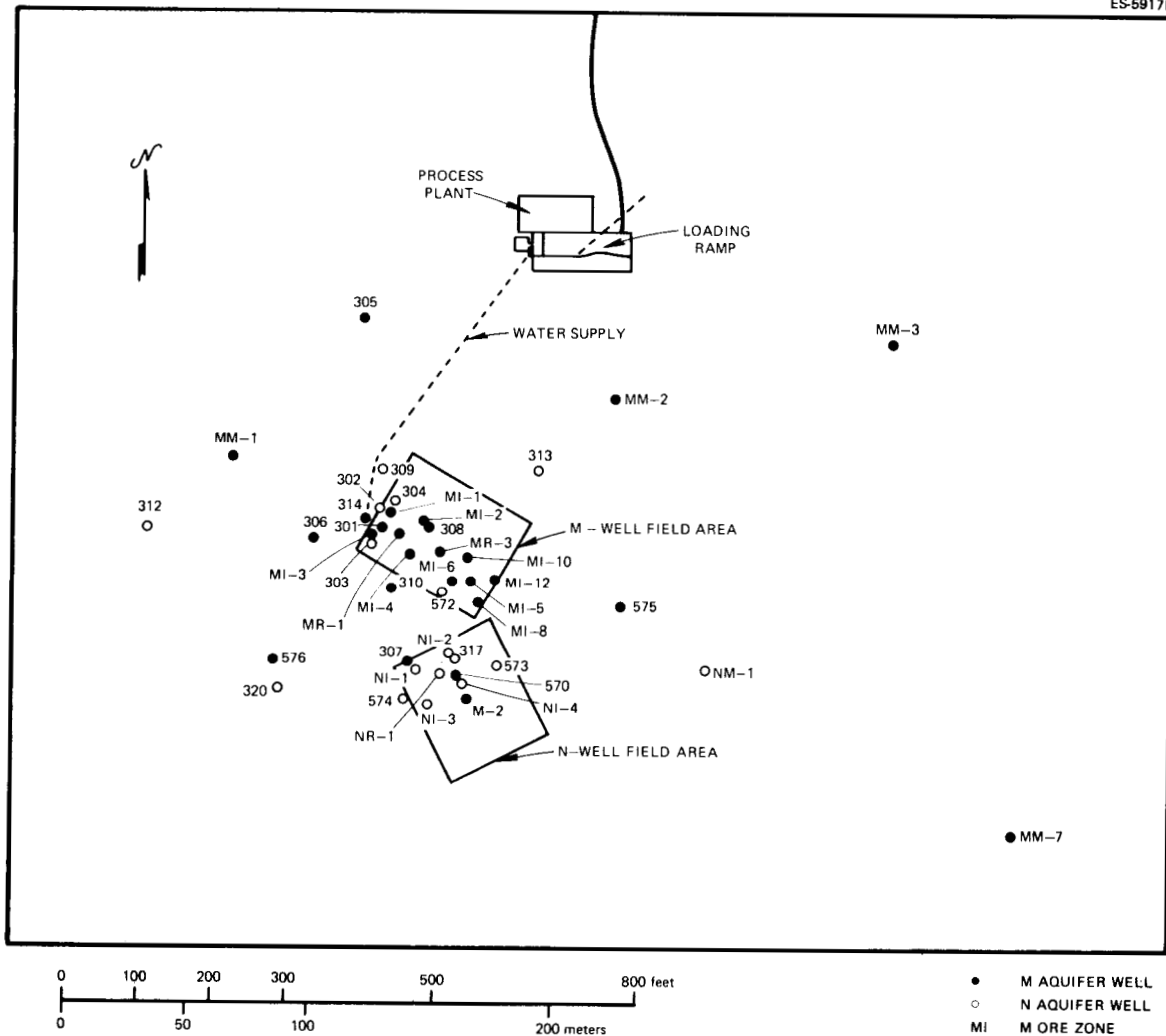 ES-5917
N
PROCESS
PLANT
LOADING
RAMP
305
WATER SUPPLY
MM-3
MM-2
MM-1
313
309
302
304
312
314
MI-1
306
301
MI-2
308
M-WELL FIELD AREA
MR-3
MI-10
MI-3
303
MI-6
310
MI-12
572
MI-4
MI-5
575
MR-1
MI-8
NI-2
307
317
576
573
NM-1
NI-1
570
320
574
NI-4
NI-3
M-2
NR-1
N-WELL FIELD AREA
MM-7
0 100 200 300 500 800 feet
0 50 100 200 meters
M AQUIFER WELL
N AQUIFER WELL
MI M ORE ZONE